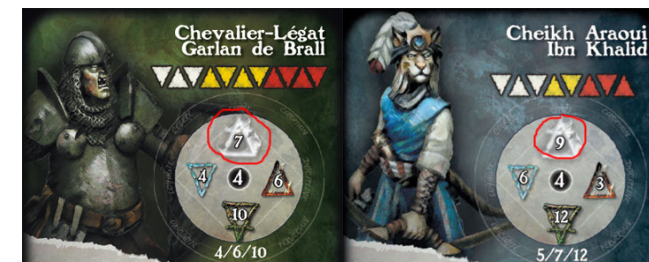 Chevalier-Légat
Garlan de Brall
7
4 4 6
10
4/6/10
Cheikh Araoui
Ibn Khalid
9
6 4 3
12
5/7/12